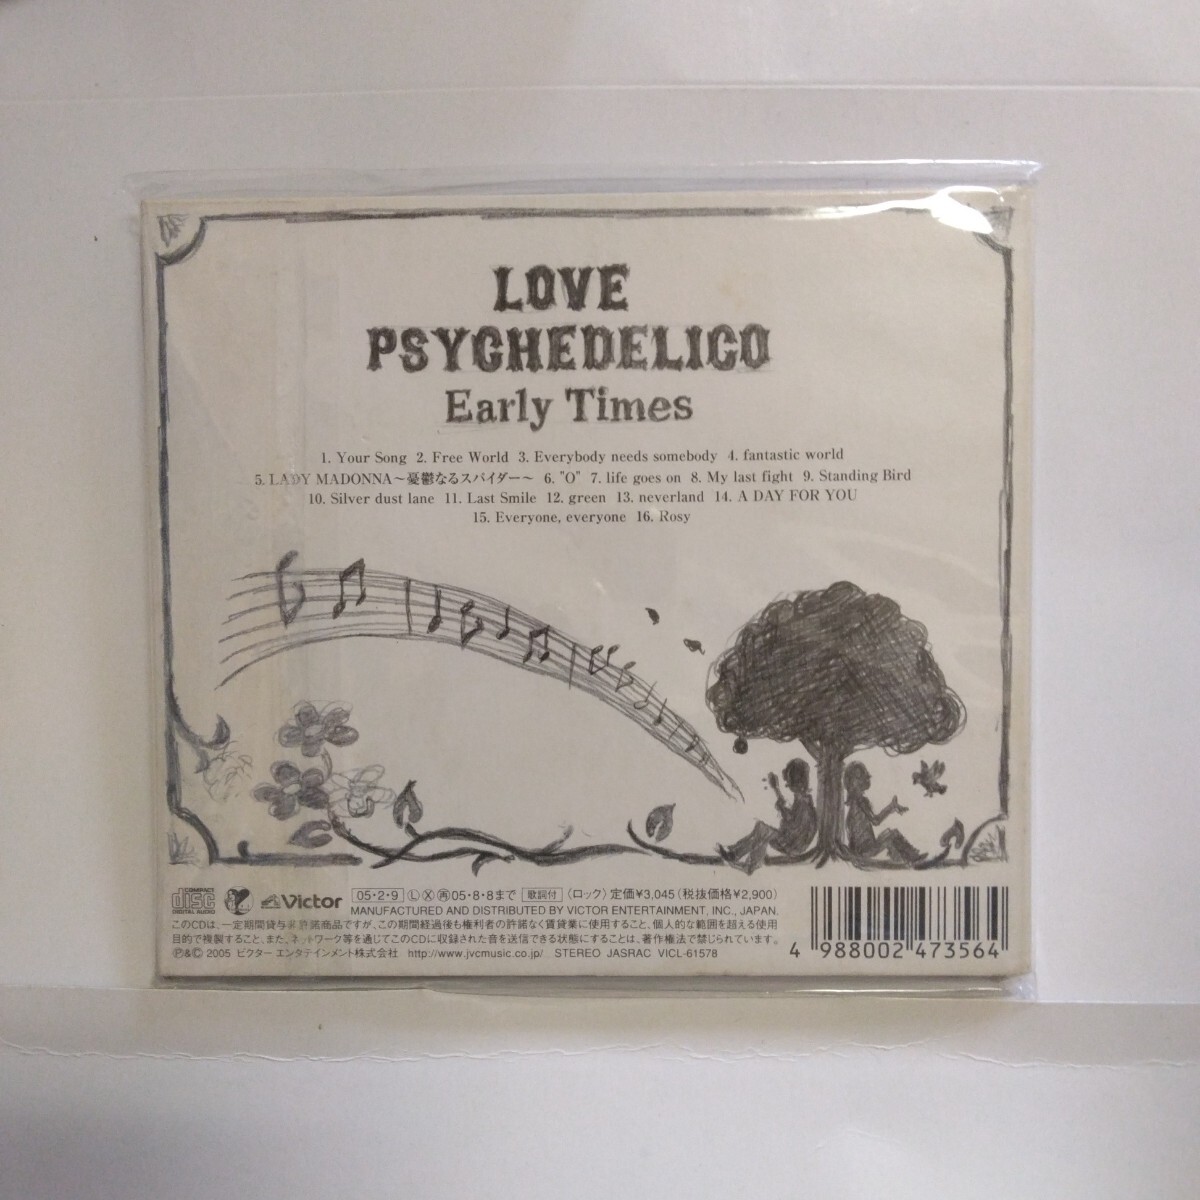 LOVE
PSYCHEDELICO
Early Times
1. Your Song 2. Free World 3. Everybody needs somebody 4. fantastic world
5. LADY MADONNA〜憂鬱なるスパイダー〜 6. "O" 7. life goes on 8. My last fight 9. Standing Bird
10. Silver dust lane 11. Last Smile 12. green 13. neverland 14. A DAY FOR YOU
15. Everyone, everyone 16. Rosy
COMPACT disc DIGITAL AUDIO Victor 05・2・9 Ⓛ Ⓧ ㊖05・8・8まで 歌詞付 〈ロック〉 定価¥3,045(税抜価格¥2,900)
MANUFACTURED AND DISTRIBUTED BY VICTOR ENTERTAINMENT, INC., JAPAN.
このCDは、一定期間貸与非許諾商品ですが、この期間経過後も権利者の許諾なく賃貸業に使用すること、個人的な範囲を超える使用
目的で複製すること、また、ネットワーク等を通じてこのCDに収録された音を送信できる状態にすることは、著作権法で禁じられています。
Ⓟ&© 2005 ビクター エンタテインメント株式会社 http://www.jvcmusic.co.jp/ STEREO JASRAC VICL-61578
4 988002 473564